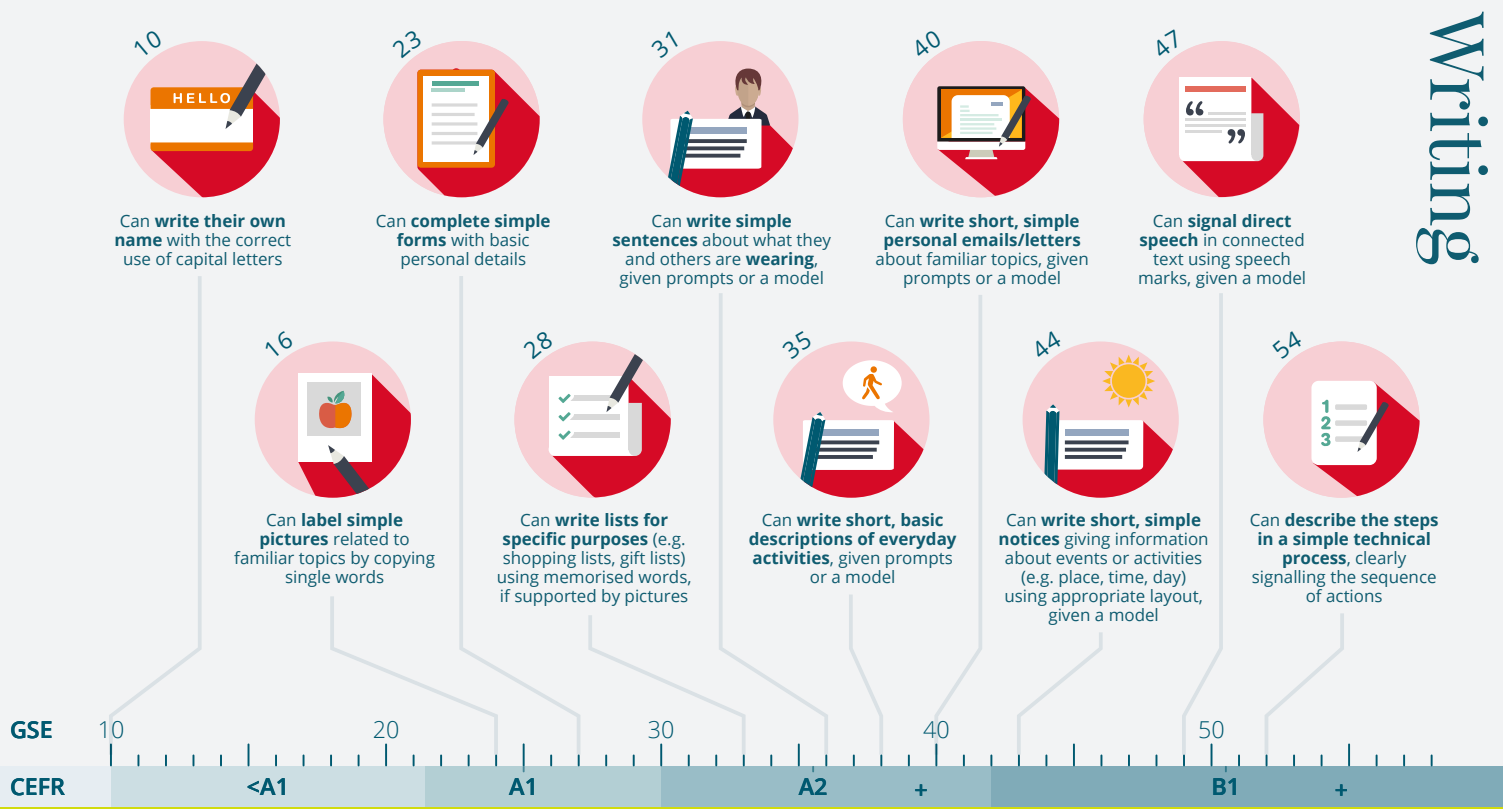 Writing
10
HELLO
Can write their own
name with the correct
use of capital letters
23
Can complete simple
forms with basic
personal details
31
Can write simple
sentences about what they
and others are wearing,
given prompts or a model
40
Can write short, simple
personal emails/letters
about familiar topics, given
prompts or a model
47
“
”
Can signal direct
speech in connected
text using speech
marks, given a model
16
Can label simple
pictures related to
familiar topics by copying
single words
28
Can write lists for
specific purposes (e.g.
shopping lists, gift lists)
using memorised words,
if supported by pictures
35
Can write short, basic
descriptions of everyday
activities, given prompts
or a model
44
Can write short, simple
notices giving information
about events or activities
(e.g. place, time, day)
using appropriate layout,
given a model
54
1
2
3
Can describe the steps
in a simple technical
process, clearly
signalling the sequence
of actions
GSE 10 20 30 40 50
CEFR <A1 A1 A2 + B1 +